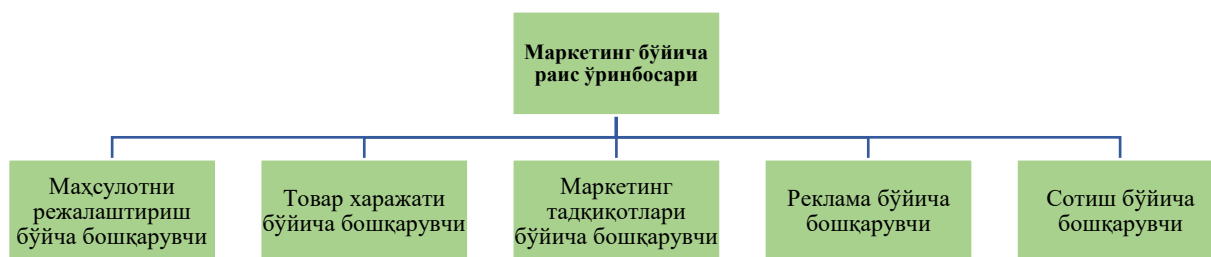 Маркетинг бўйича
раис ўринбосари
Маҳсулотни
режалаштириш
бўйча бошқарувчи
Товар харажати
бўйича бошқарувчи
Маркетинг
тадқиқотлари
бўйича бошқарувчи
Реклама бўйича
бошқарувчи
Сотиш бўйича
бошқарувчи